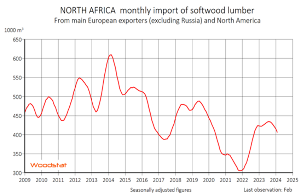 NORTH AFRICA monthly import of softwood lumber
From main European exporters (excluding Russia) and North America
1000 m³
650
600
550
500
450
400
350
300
Woodstat
2009 2010 2011 2012 2013 2014 2015 2016 2017 2018 2019 2020 2021 2022 2023 2024 2025
Seasonally adjusted figures
Last observation: Feb